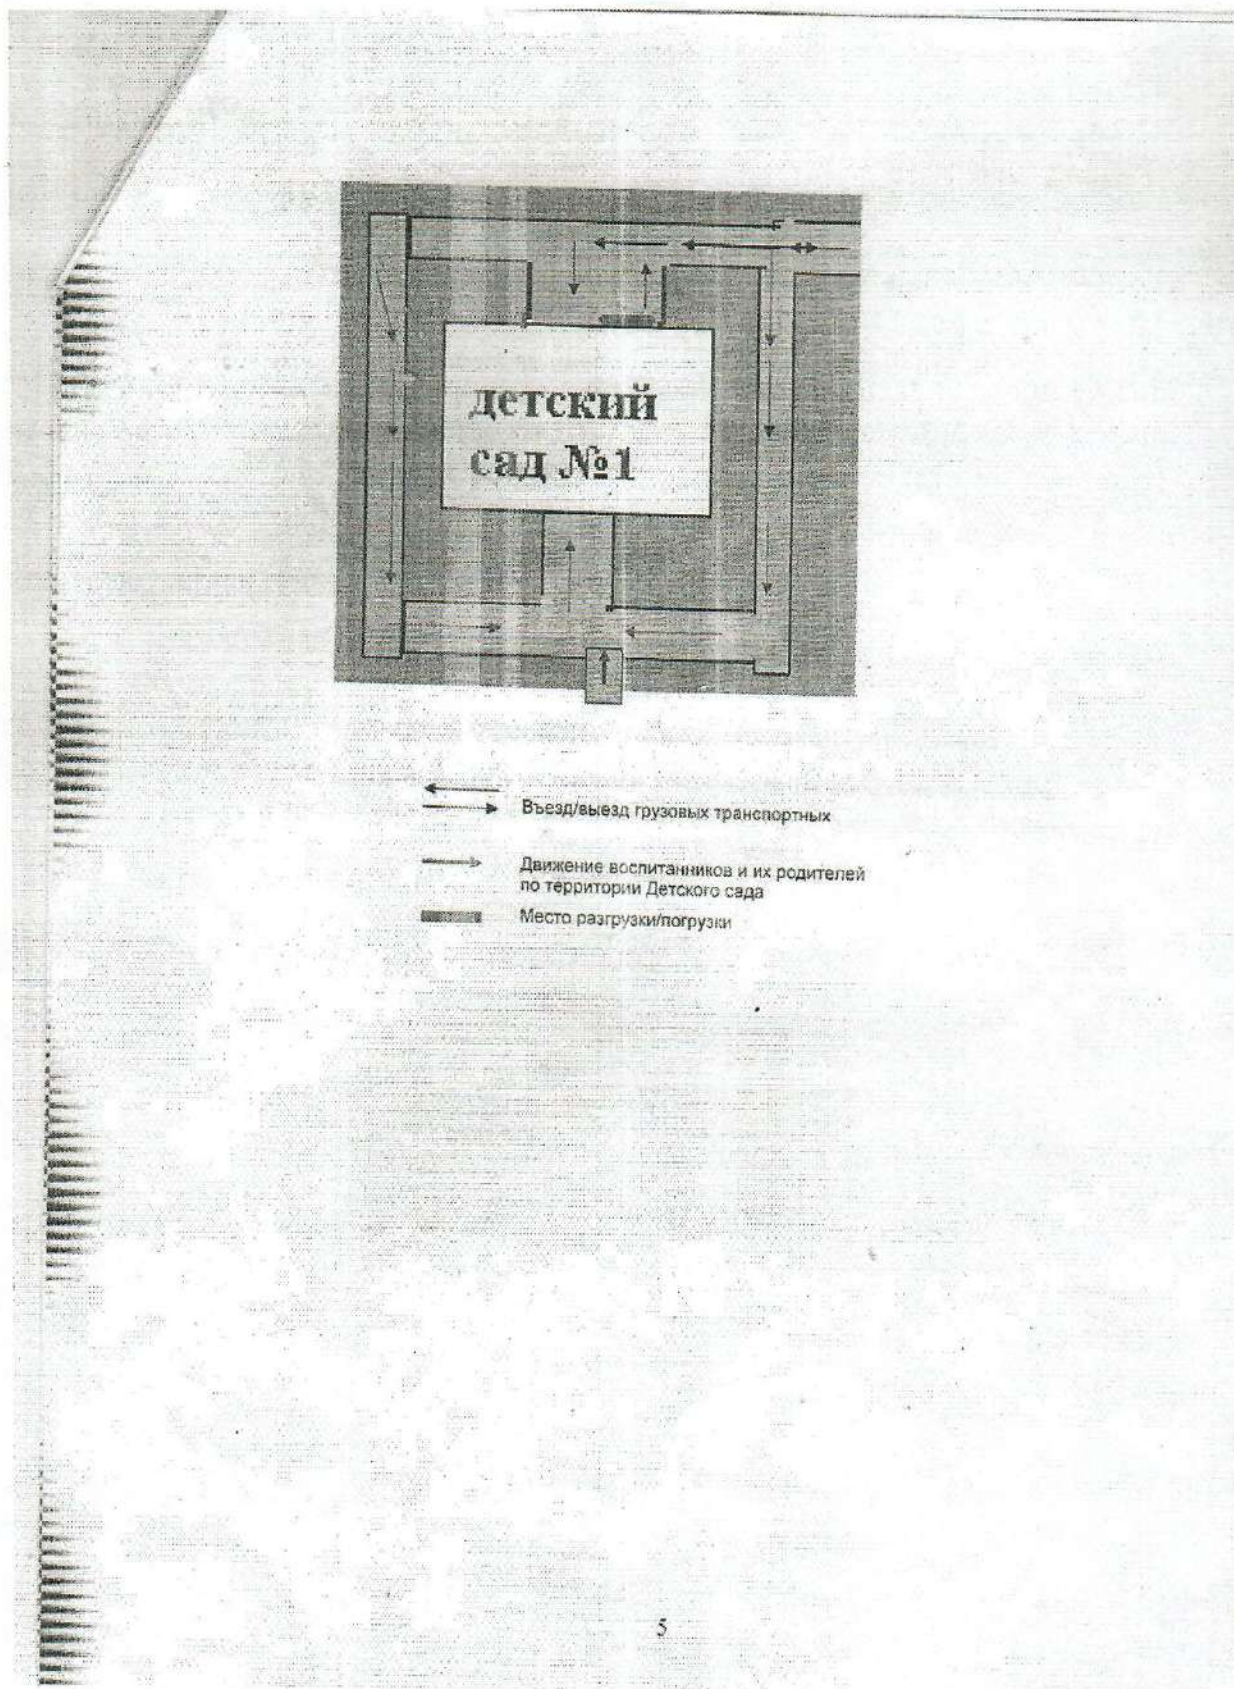 детский
сад №1
Въезд/выезд грузовых транспортных
Движение воспитанников и их родителей
по территории Детского сада
Место разгрузки/погрузки
5